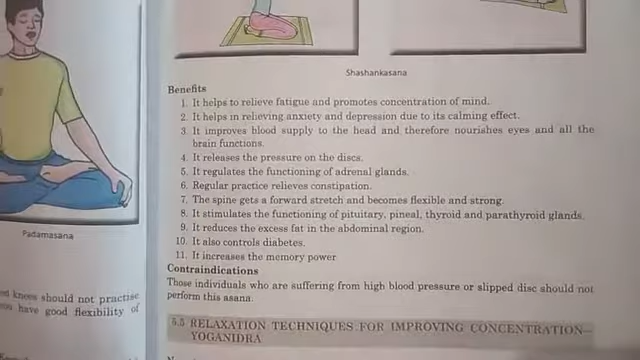 Padamasana
knees should not practise
have good flexibility of
Shashankasana
Benefits
1. It helps to relieve fatigue and promotes concentration of mind.
2. It helps in relieving anxiety and depression due to its calming effect.
3. It improves blood supply to the head and therefore nourishes eyes and all the
brain functions.
4. It releases the pressure on the discs.
5. It regulates the functioning of adrenal glands.
6. Regular practice relieves constipation.
7. The spine gets a forward stretch and becomes flexible and strong.
8. It stimulates the functioning of pituitary, pineal, thyroid and parathyroid glands.
9. It reduces the excess fat in the abdominal region.
10. It also controls diabetes.
11. It increases the memory power
Contraindications
Those individuals who are suffering from high blood pressure or slipped disc should not
perform this asana.
5.5 RELAXATION TECHNIQUES FOR IMPROVING CONCENTRATION—
YOGANIDRA